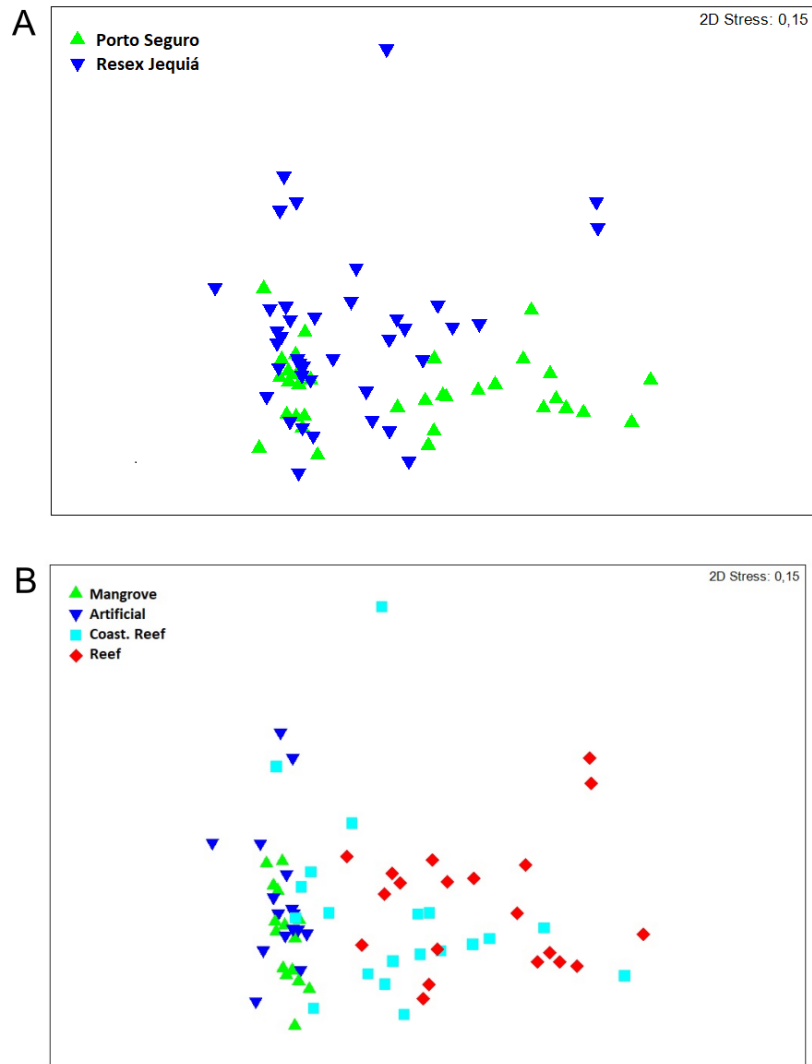 A
2D Stress: 0,15
Porto Seguro
Resex Jequiá
B
2D Stress: 0,15
Mangrove
Artificial
Coast. Reef
Reef